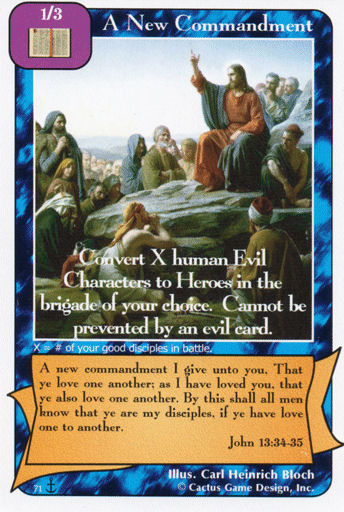 1/3
A New Commandment
Convert X human Evil
Characters to Heroes in the
brigade of your choice. Cannot be
prevented by an evil card.
X = # of your good disciples in battle.
A new commandment I give unto you, That
ye love one another; as I have loved you, that
ye also love one another. By this shall all men
know that ye are my disciples, if ye have love
one to another.
John 13:34-35
Illus. Carl Heinrich Bloch
71 © Cactus Game Design, Inc.